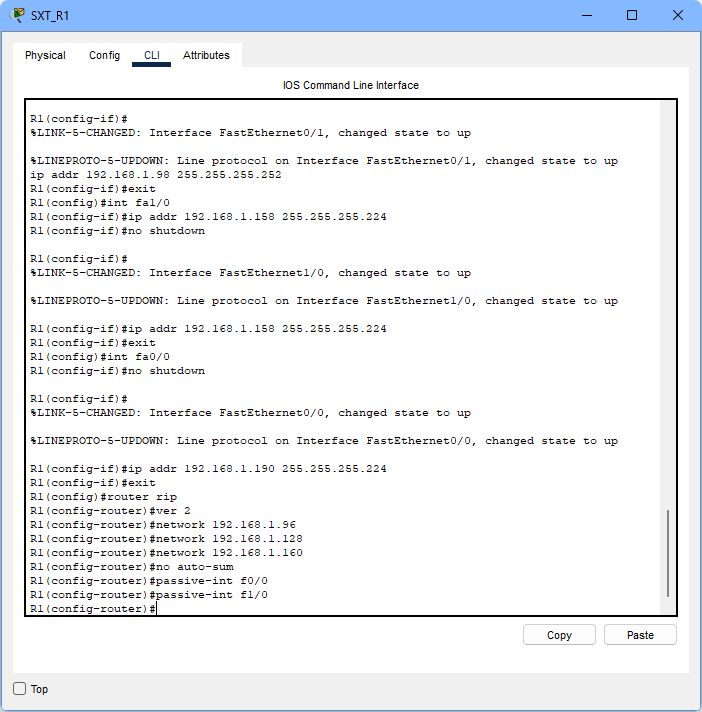 SXT_R1
Physical Config CLI Attributes
IOS Command Line Interface
R1(config-if)#
%LINK-5-CHANGED: Interface FastEthernet0/1, changed state to up
%LINEPROTO-5-UPDOWN: Line protocol on Interface FastEthernet0/1, changed state to up
ip addr 192.168.1.98 255.255.255.252
R1(config-if)#exit
R1(config)#int fa1/0
R1(config-if)#ip addr 192.168.1.158 255.255.255.224
R1(config-if)#no shutdown
R1(config-if)#
%LINK-5-CHANGED: Interface FastEthernet1/0, changed state to up
%LINEPROTO-5-UPDOWN: Line protocol on Interface FastEthernet1/0, changed state to up
R1(config-if)#ip addr 192.168.1.158 255.255.255.224
R1(config-if)#exit
R1(config)#int fa0/0
R1(config-if)#no shutdown
R1(config-if)#
%LINK-5-CHANGED: Interface FastEthernet0/0, changed state to up
%LINEPROTO-5-UPDOWN: Line protocol on Interface FastEthernet0/0, changed state to up
R1(config-if)#ip addr 192.168.1.190 255.255.255.224
R1(config-if)#exit
R1(config)#router rip
R1(config-router)#ver 2
R1(config-router)#network 192.168.1.96
R1(config-router)#network 192.168.1.128
R1(config-router)#network 192.168.1.160
R1(config-router)#no auto-sum
R1(config-router)#passive-int f0/0
R1(config-router)#passive-int f1/0
R1(config-router)#
Copy Paste
Top